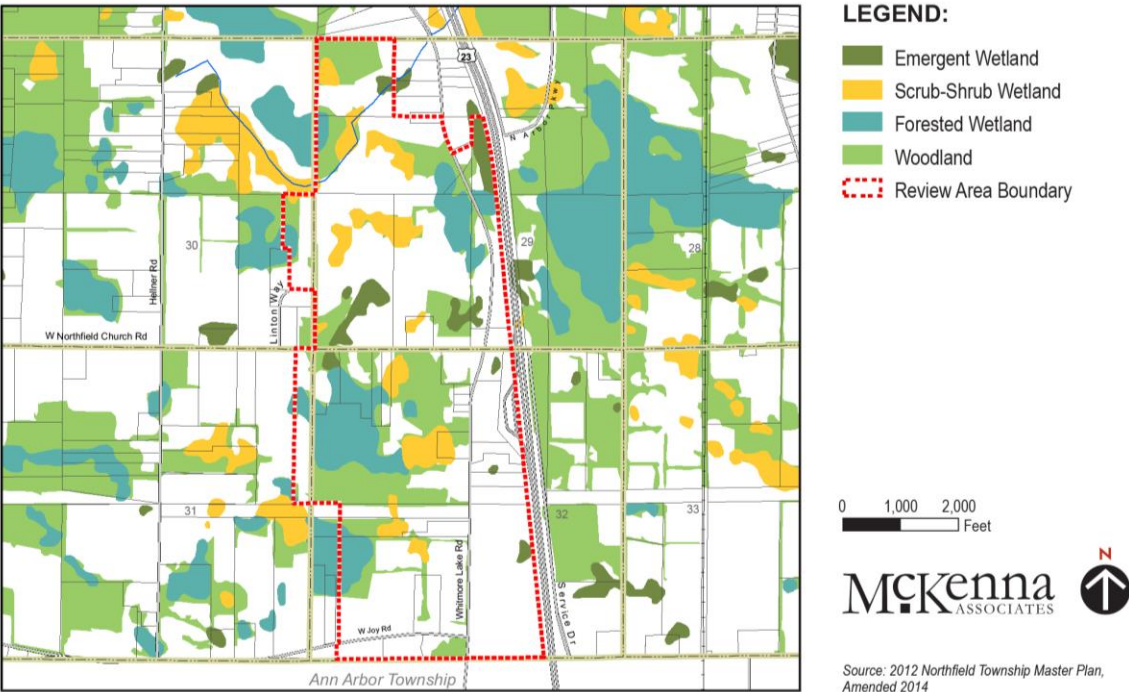 23
N Arbor Pkwy
30
29
28
Hellner Rd
Linton Way
W Northfield Church Rd
31
32
33
Whitmore Lake Rd
Service Dr
W Joy Rd
Ann Arbor Township
LEGEND:
Emergent Wetland
Scrub-Shrub Wetland
Forested Wetland
Woodland
Review Area Boundary
0 1,000 2,000
Feet
N
McKenna
ASSOCIATES
Source: 2012 Northfield Township Master Plan,
Amended 2014